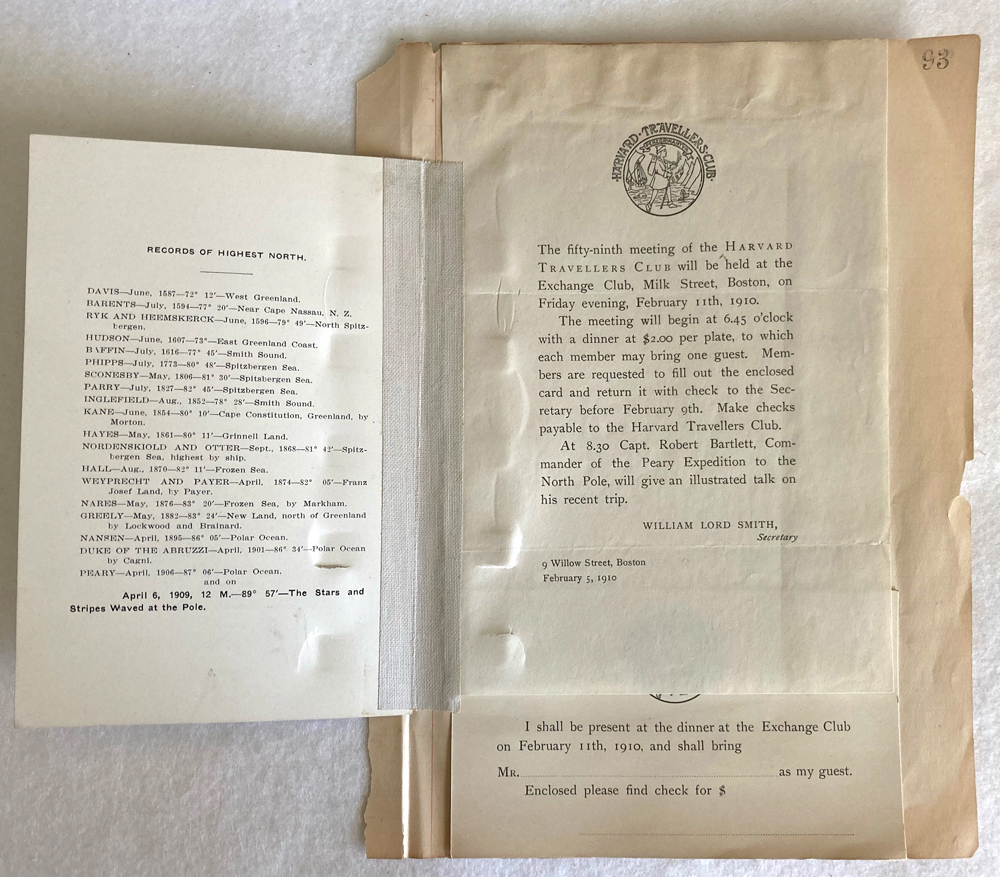 RECORDS OF HIGHEST NORTH.
DAVIS—June, 1587—72° 12′—West Greenland.
BARENTS—July, 1594—77° 20′—Near Cape Nassau, N. Z.
RYK AND HEEMSKERCK—June, 1596—79° 49′—North Spitz-
bergen.
HUDSON—June, 1607—73°—East Greenland Coast.
BAFFIN—July, 1616—77° 45′—Smith Sound.
PHIPPS—July, 1773—80° 48′—Spitzbergen Sea.
SCONESBY—May, 1806—81° 30′—Spitsbergen Sea.
PARRY—July, 1827—82° 45′—Spitzbergen Sea.
INGLEFIELD—Aug., 1852—78° 28′—Smith Sound.
KANE—June, 1854—80° 10′—Cape Constitution, Greenland, by
Morton.
HAYES—May, 1861—80° 11′—Grinnell Land.
NORDENSKIOLD AND OTTER—Sept., 1868—81° 42′—Spitz-
bergen Sea, highest by ship.
HALL—Aug., 1870—82° 11′—Frozen Sea.
WEYPRECHT AND PAYER—April, 1874—82° 05′—Franz
Josef Land, by Payer.
NARES—May, 1876—83° 20′—Frozen Sea, by Markham.
GREELY—May, 1882—83° 24′—New Land, north of Greenland
by Lockwood and Brainard.
NANSEN—April, 1895—86° 05′—Polar Ocean.
DUKE OF THE ABRUZZI—April, 1901—86° 34′—Polar Ocean
by Cagni.
PEARY—April, 1906—87° 06′—Polar Ocean.
and on
April 6, 1909, 12 M.—89° 57′—The Stars and
Stripes Waved at the Pole.
93
HARVARD·TRAVELLERS·CLUB·
The fifty-ninth meeting of the HARVARD
TRAVELLERS CLUB will be held at the
Exchange Club, Milk Street, Boston, on
Friday evening, February 11th, 1910.
The meeting will begin at 6.45 o'clock
with a dinner at $2.00 per plate, to which
each member may bring one guest. Mem-
bers are requested to fill out the enclosed
card and return it with check to the Sec-
retary before February 9th. Make checks
payable to the Harvard Travellers Club.
At 8.30 Capt. Robert Bartlett, Com-
mander of the Peary Expedition to the
North Pole, will give an illustrated talk on
his recent trip.
WILLIAM LORD SMITH,
Secretary
9 Willow Street, Boston
February 5, 1910
I shall be present at the dinner at the Exchange Club
on February 11th, 1910, and shall bring
MR. as my guest.
Enclosed please find check for $